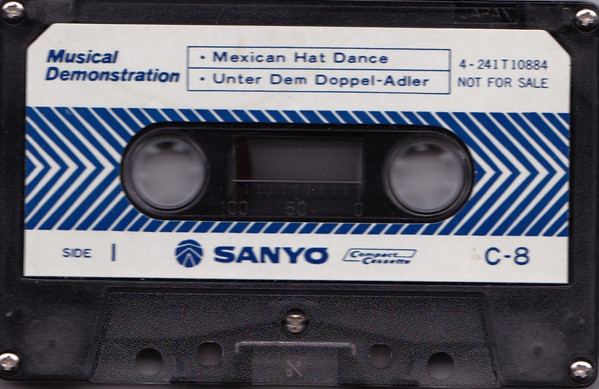 JAPAN
Musical
Demonstration
· Mexican Hat Dance
· Unter Dem Doppel-Adler
4-241T10884
NOT FOR SALE
100 50 0
SIDE 1
SANYO
Compact
Cassette
C-8